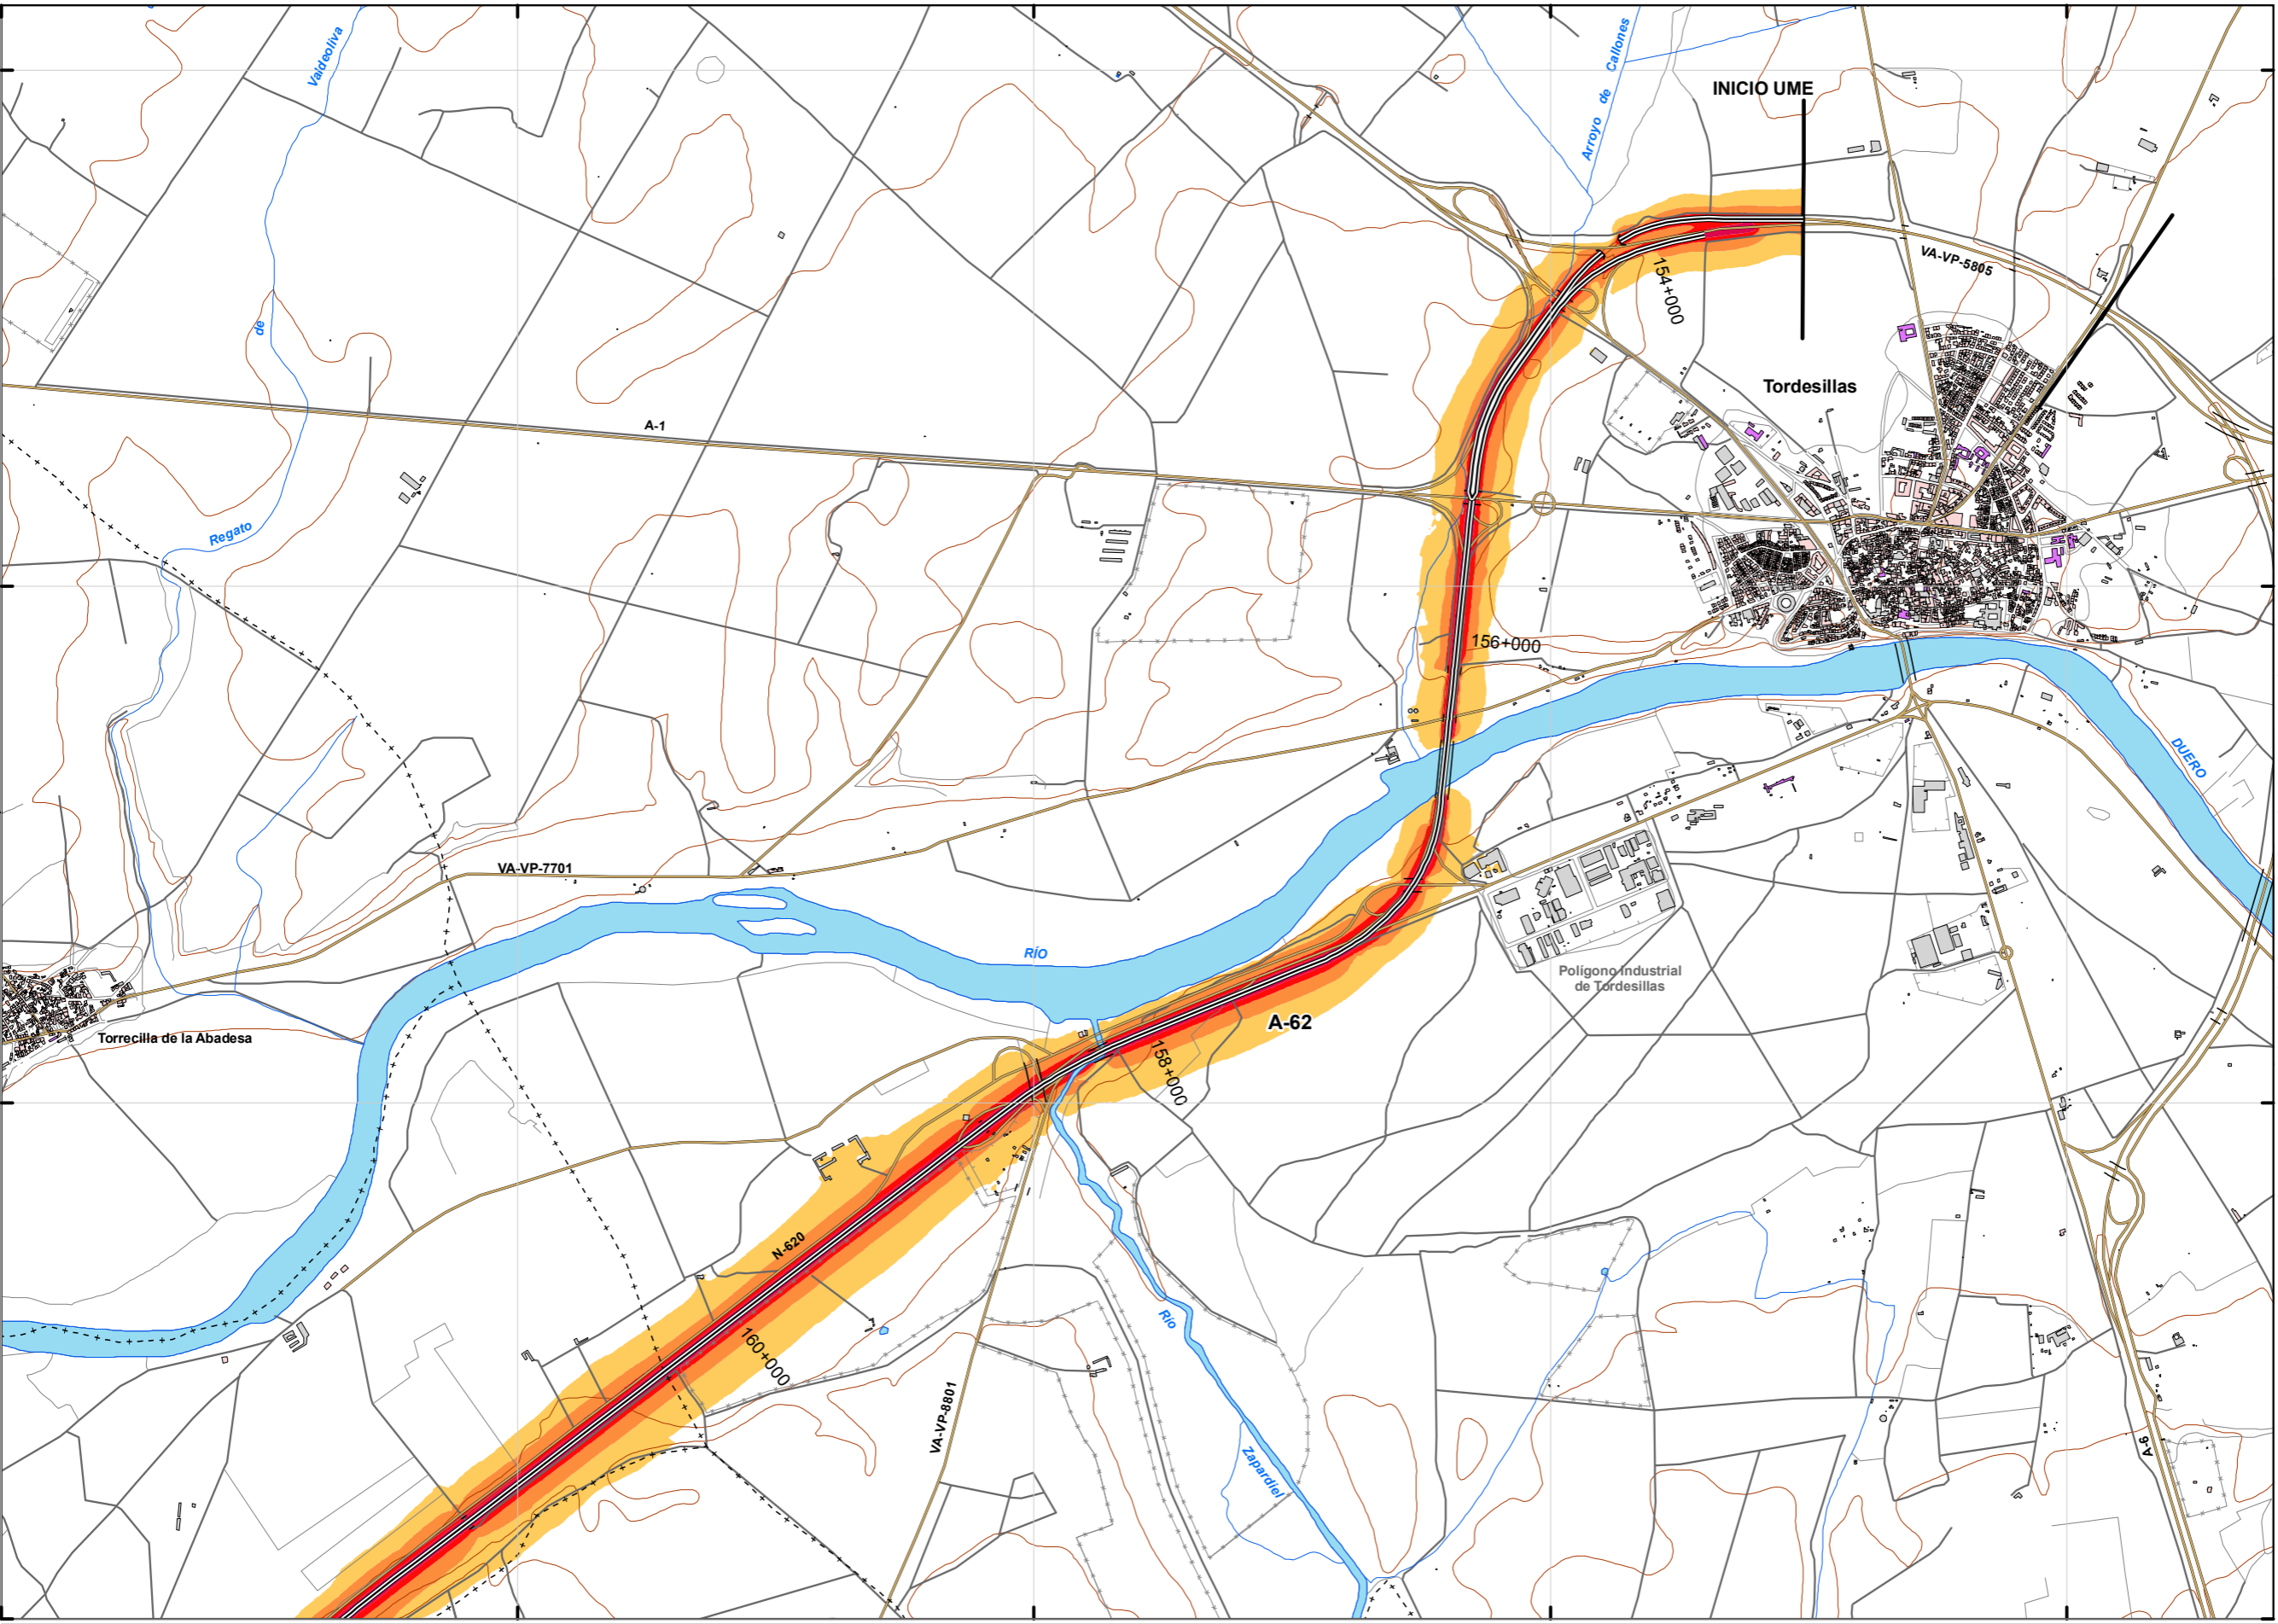 Valdeoliva
de
Regato
Arroyo de Callones
INICIO UME
VA-VP-5805
154+000
Tordesillas
A-1
156+000
DUERO
VA-VP-7701
RÍO
Polígono Industrial
de Tordesillas
A-62
Torrecilla de la Abadesa
158+000
N-620
160+000
Río
Zapardiel
VA-VP-8801
A-6